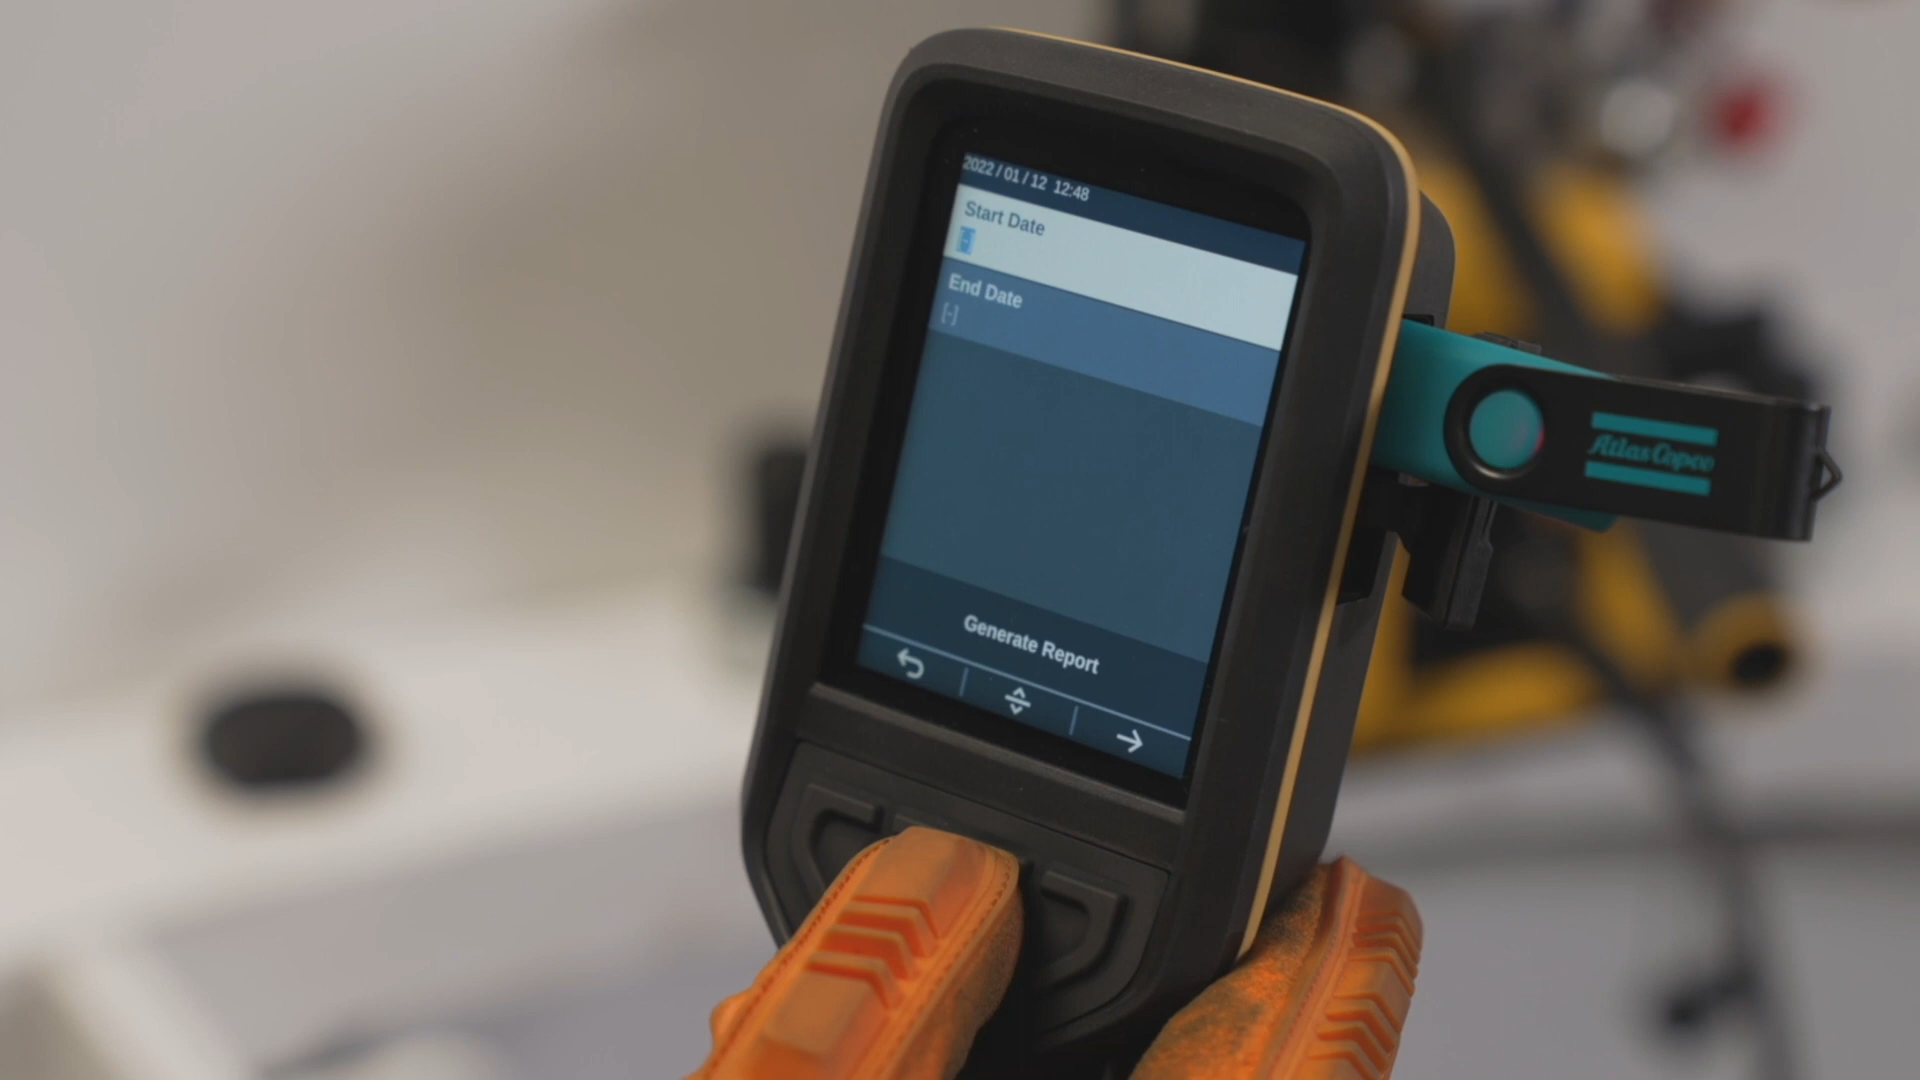 2022 / 01 / 12 12:48
Start Date
[-]
End Date
[-]
Generate Report
Atlas Copco